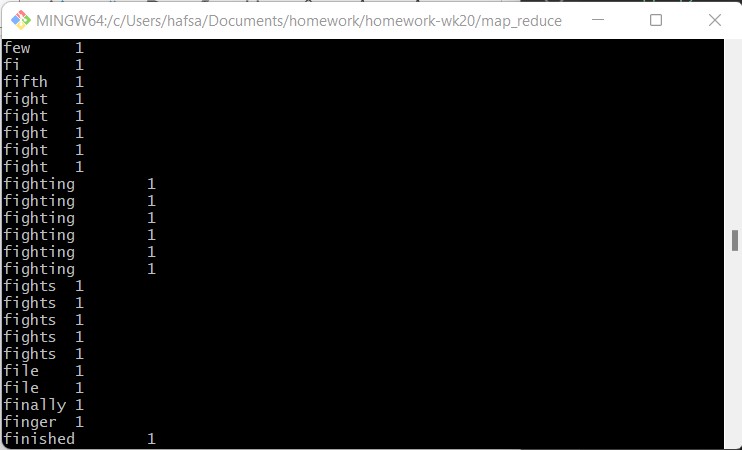 MINGW64:/c/Users/hafsa/Documents/homework/homework-wk20/map_reduce
few 1
fi 1
fifth 1
fight 1
fight 1
fight 1
fight 1
fight 1
fighting 1
fighting 1
fighting 1
fighting 1
fighting 1
fighting 1
fights 1
fights 1
fights 1
fights 1
fights 1
file 1
file 1
finally 1
finger 1
finished 1